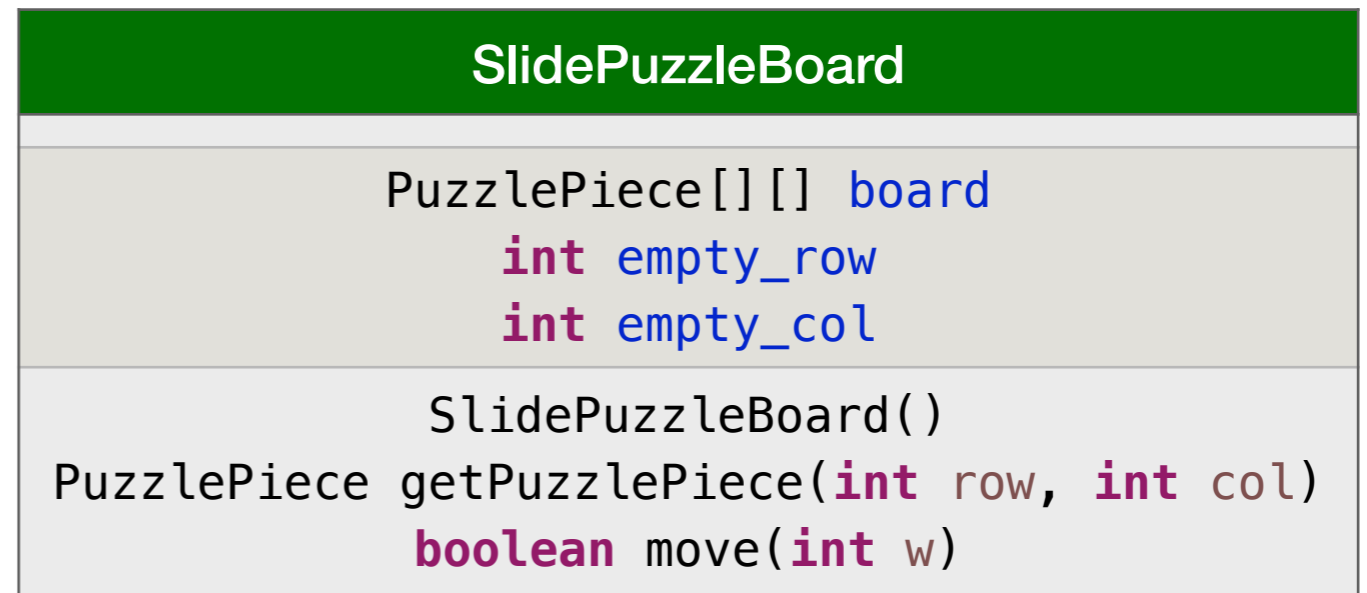 SlidePuzzleBoard
PuzzlePiece[][] board
int empty_row
int empty_col
SlidePuzzleBoard()
PuzzlePiece getPuzzlePiece(int row, int col)
boolean move(int w)